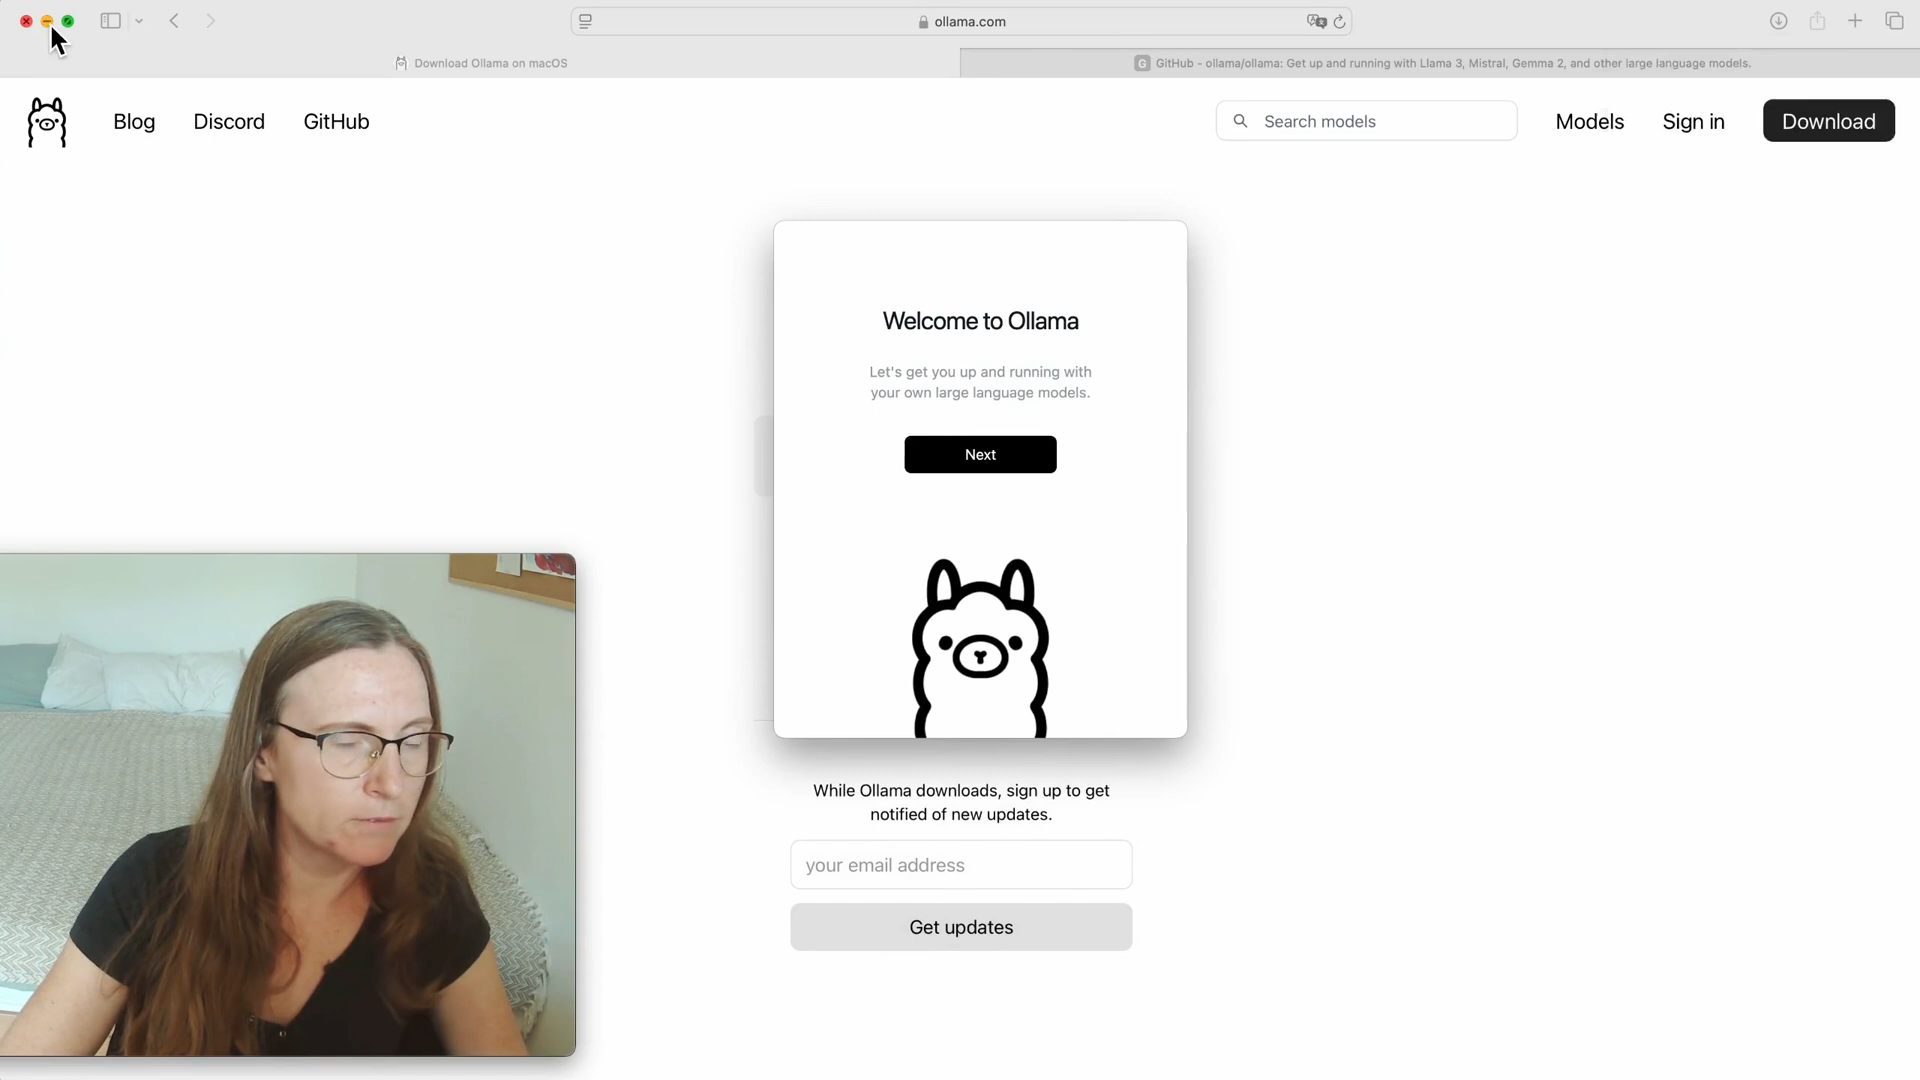 ollama.com
Download Ollama on macOS
GitHub - ollama/ollama: Get up and running with Llama 3, Mistral, Gemma 2, and other large language models.
Blog
Discord
GitHub
Search models
Models
Sign in
Download
Welcome to Ollama
Let's get you up and running with
your own large language models.
Next
While Ollama downloads, sign up to get
notified of new updates.
your email address
Get updates